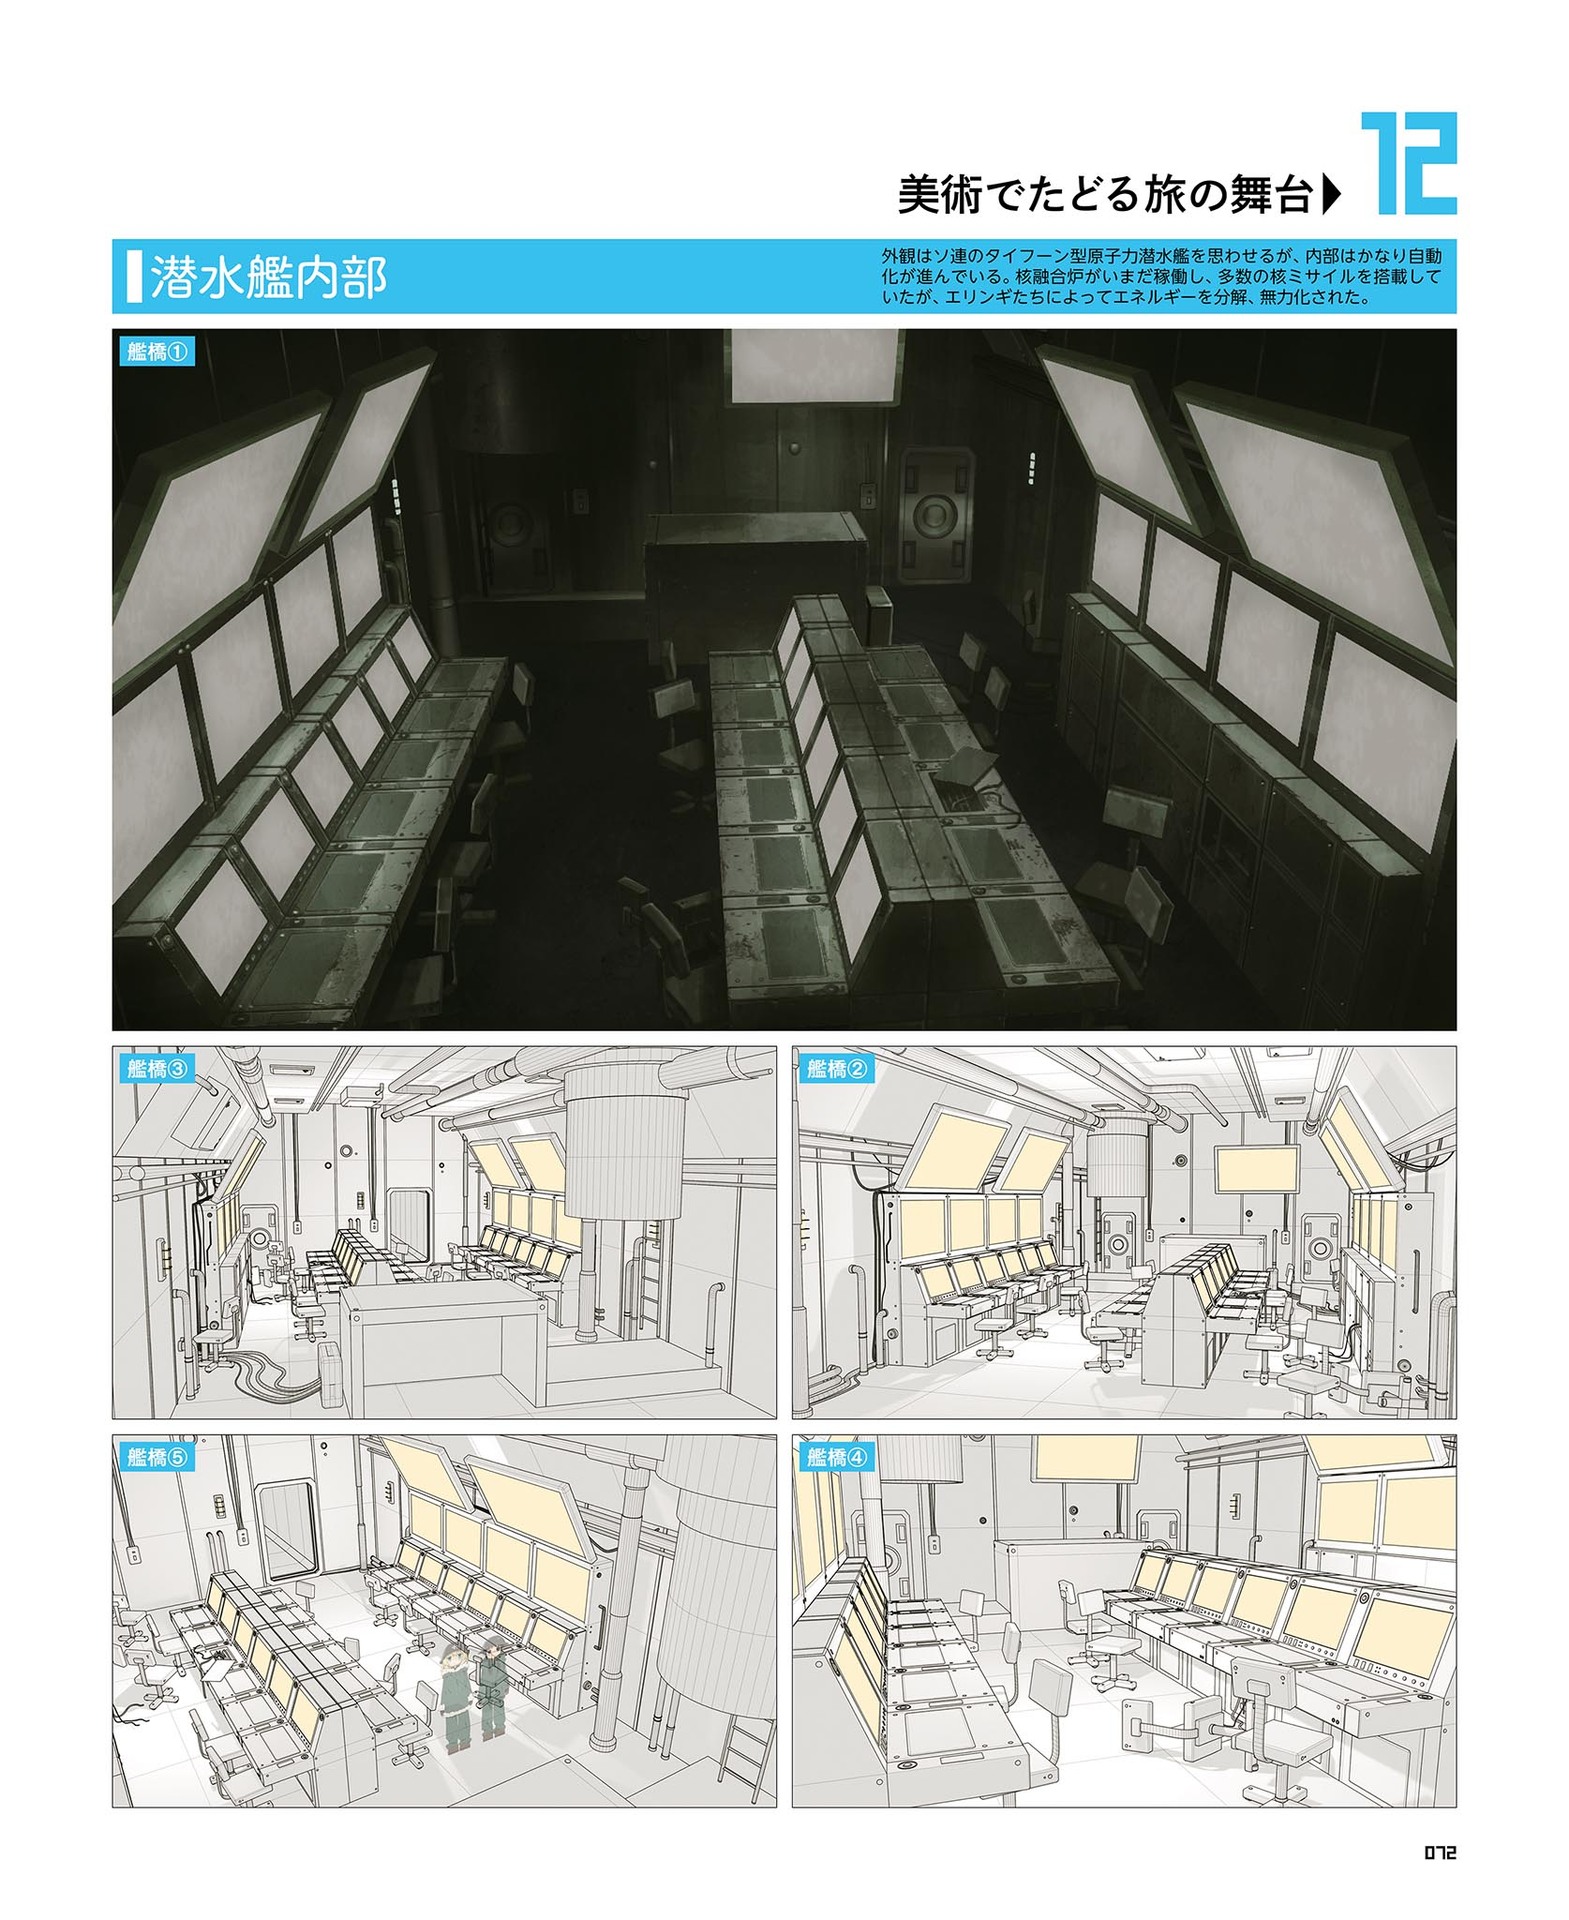 美術でたどる旅の舞台▶12
潜水艦内部
外観はソ連のタイフーン型原子力潜水艦を思わせるが、内部はかなり自動
化が進んでいる。核融合炉がいまだ稼働し、多数の核ミサイルを搭載して
いたが、エリンギたちによってエネルギーを分解、無力化された。
艦橋①
艦橋③
艦橋②
艦橋⑤
艦橋④
072